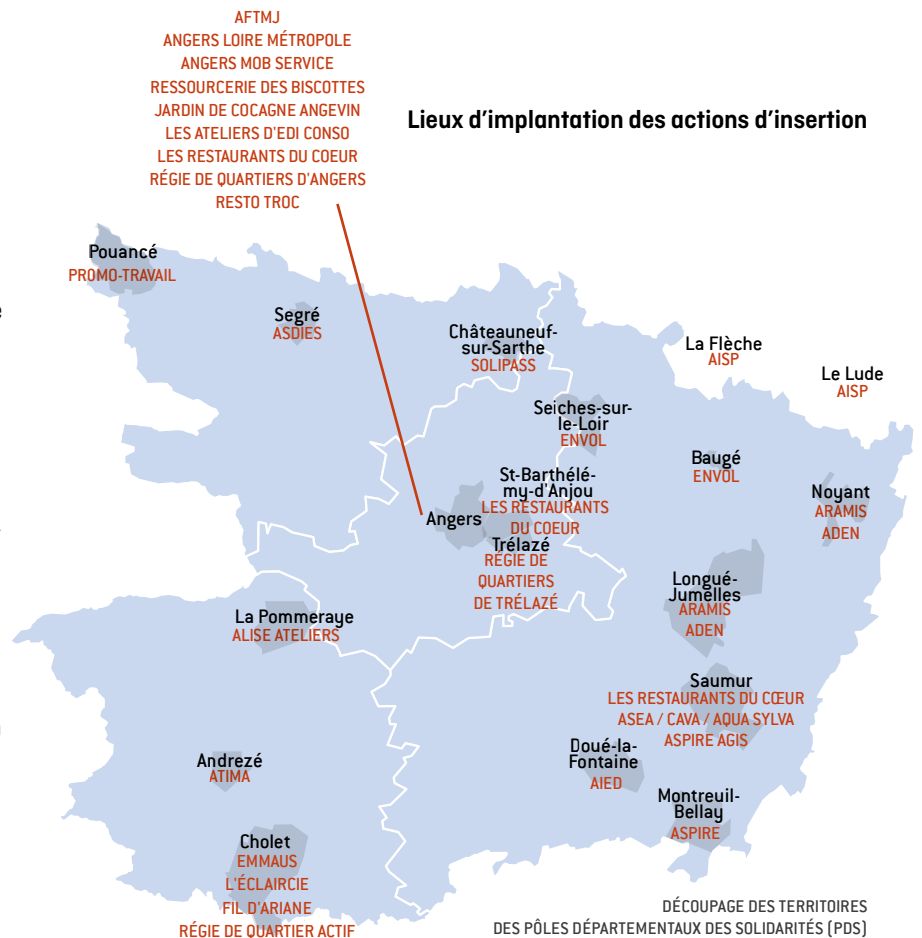 AFTMJ
ANGERS LOIRE MÉTROPOLE
ANGERS MOB SERVICE
RESSOURCERIE DES BISCOTTES
JARDIN DE COCAGNE ANGEVIN
LES ATELIERS D'EDI CONSO
LES RESTAURANTS DU COEUR
RÉGIE DE QUARTIERS D'ANGERS
RESTO TROC
Lieux d'implantation des actions d'insertion
Pouancé
PROMO-TRAVAIL
Segré
ASDIES
Châteauneuf-
sur-Sarthe
SOLIPASS
La Flèche
AISP
Le Lude
AISP
Seiches-sur-
le-Loir
ENVOL
Baugé
ENVOL
Noyant
ARAMIS
ADEN
St-Barthélé-
my-d'Anjou
LES RESTAURANTS
DU COEUR
Angers
Trélazé
RÉGIE DE
QUARTIERS
DE TRÉLAZÉ
Longué-
Jumelles
ARAMIS
ADEN
La Pommeraye
ALISE ATELIERS
Saumur
LES RESTAURANTS DU CŒUR
ASEA / CAVA / AQUA SYLVA
ASPIRE AGIS
Doué-la-
Fontaine
AIED
Andrezé
ATIMA
Montreuil-
Bellay
ASPIRE
Cholet
EMMAUS
L'ÉCLAIRCIE
FIL D'ARIANE
RÉGIE DE QUARTIER ACTIF
DÉCOUPAGE DES TERRITOIRES
DES PÔLES DÉPARTEMENTAUX DES SOLIDARITÉS (PDS)